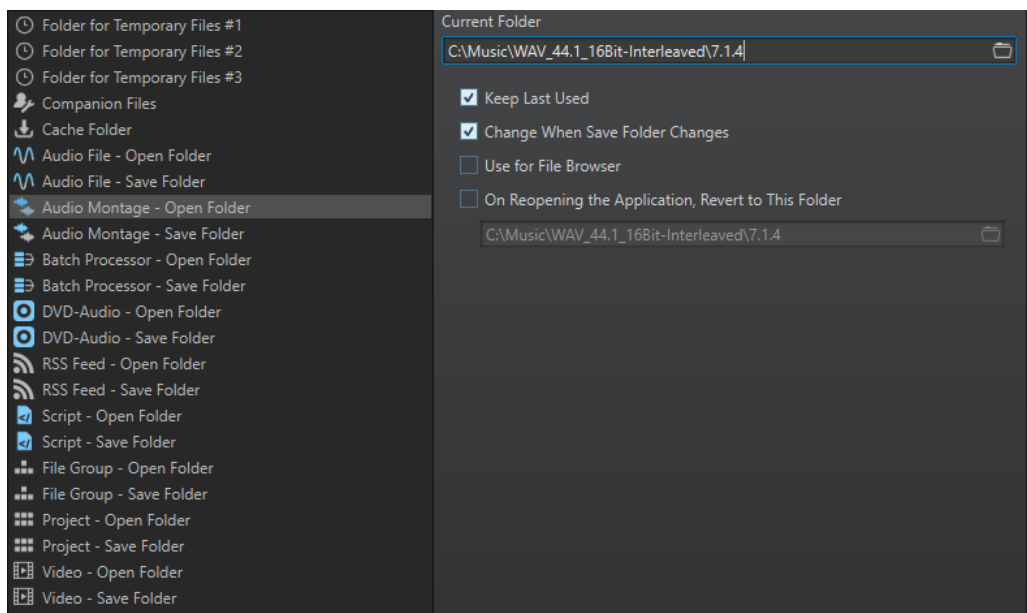 Folder for Temporary Files #1
Folder for Temporary Files #2
Folder for Temporary Files #3
Companion Files
Cache Folder
Audio File - Open Folder
Audio File - Save Folder
Audio Montage - Open Folder
Audio Montage - Save Folder
Batch Processor - Open Folder
Batch Processor - Save Folder
DVD-Audio - Open Folder
DVD-Audio - Save Folder
RSS Feed - Open Folder
RSS Feed - Save Folder
Script - Open Folder
Script - Save Folder
File Group - Open Folder
File Group - Save Folder
Project - Open Folder
Project - Save Folder
Video - Open Folder
Video - Save Folder
Current Folder
C:\Music\WAV_44.1_16Bit-Interleaved\7.1.4
Keep Last Used
Change When Save Folder Changes
Use for File Browser
On Reopening the Application, Revert to This Folder
C:\Music\WAV_44.1_16Bit-Interleaved\7.1.4